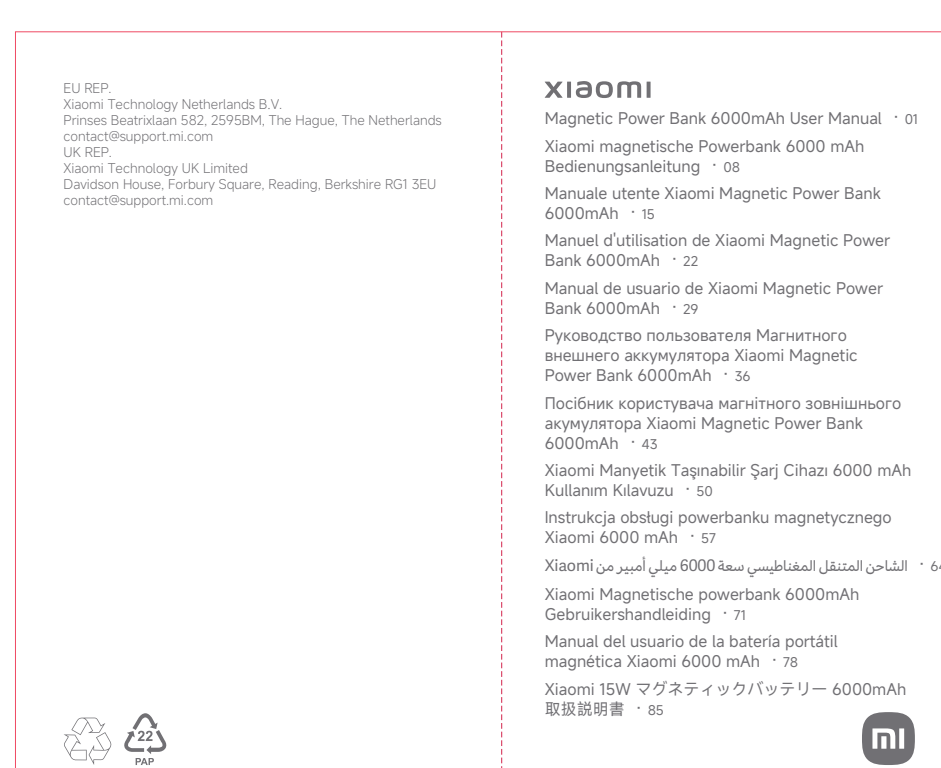 EU REP.
Xiaomi Technology Netherlands B.V.
Prinses Beatrixlaan 582, 2595BM, The Hague, The Netherlands
contact@support.mi.com
UK REP.
Xiaomi Technology UK Limited
Davidson House, Forbury Square, Reading, Berkshire RG1 3EU
contact@support.mi.com
22
PAP
xiaomi
Magnetic Power Bank 6000mAh User Manual · 01
Xiaomi magnetische Powerbank 6000 mAh
Bedienungsanleitung · 08
Manuale utente Xiaomi Magnetic Power Bank
6000mAh · 15
Manuel d'utilisation de Xiaomi Magnetic Power
Bank 6000mAh · 22
Manual de usuario de Xiaomi Magnetic Power
Bank 6000mAh · 29
Руководство пользователя Магнитного
внешнего аккумулятора Xiaomi Magnetic
Power Bank 6000mAh · 36
Посібник користувача магнітного зовнішнього
акумулятора Xiaomi Magnetic Power Bank
6000mAh · 43
Xiaomi Manyetik Taşınabilir Şarj Cihazı 6000 mAh
Kullanım Kılavuzu · 50
Instrukcja obsługi powerbanku magnetycznego
Xiaomi 6000 mAh · 57
الشاحن المتنقل المغناطيسي سعة 6000 ميلي أمبير من Xiaomi · 64
Xiaomi Magnetische powerbank 6000mAh
Gebruikershandleiding · 71
Manual del usuario de la batería portátil
magnética Xiaomi 6000 mAh · 78
Xiaomi 15W マグネティックバッテリー 6000mAh
取扱説明書 · 85
mi